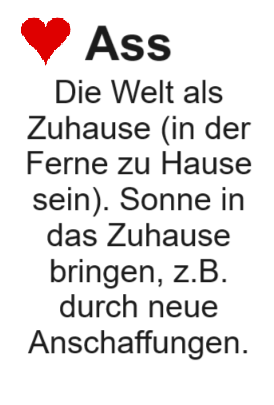 Ass
Die Welt als
Zuhause (in der
Ferne zu Hause
sein). Sonne in
das Zuhause
bringen, z.B.
durch neue
Anschaffungen.